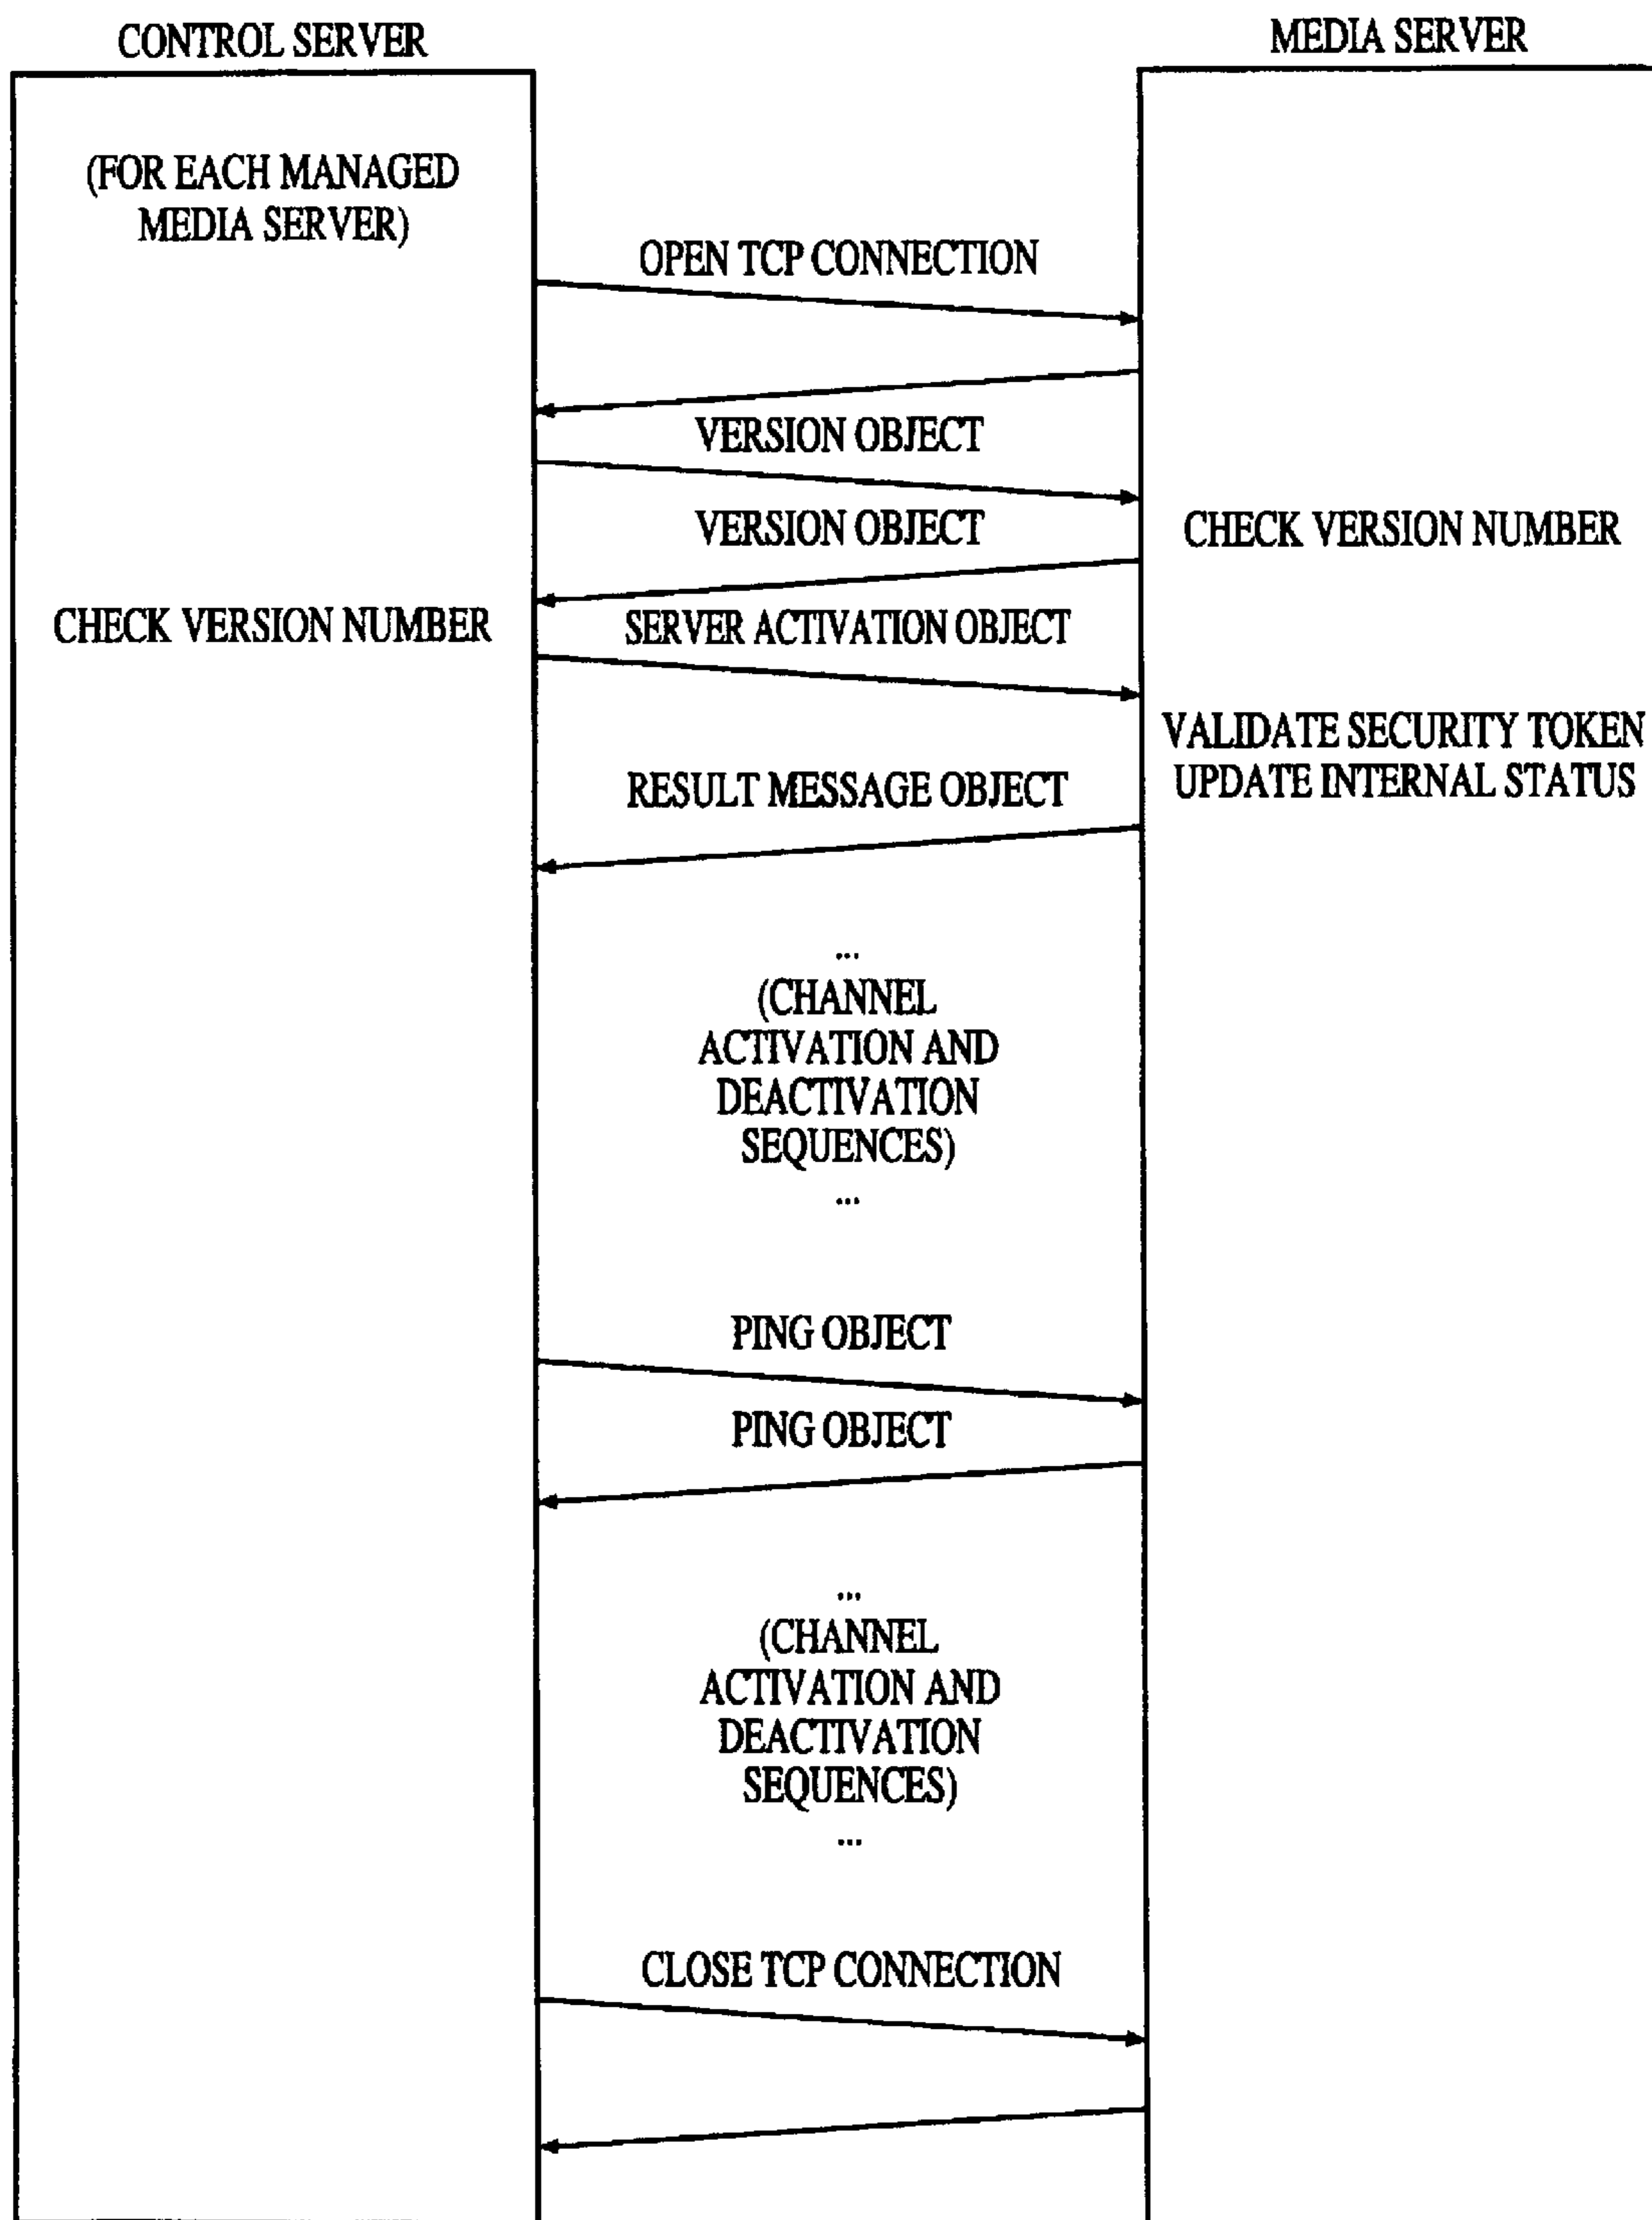 CONTROL SERVER
MEDIA SERVER
(FOR EACH MANAGED
MEDIA SERVER)
OPEN TCP CONNECTION
VERSION OBJECT
VERSION OBJECT
CHECK VERSION NUMBER
CHECK VERSION NUMBER
SERVER ACTIVATION OBJECT
VALIDATE SECURITY TOKEN
UPDATE INTERNAL STATUS
RESULT MESSAGE OBJECT
...
(CHANNEL
ACTIVATION AND
DEACTIVATION
SEQUENCES)
...
PING OBJECT
PING OBJECT
...
(CHANNEL
ACTIVATION AND
DEACTIVATION
SEQUENCES)
...
CLOSE TCP CONNECTION